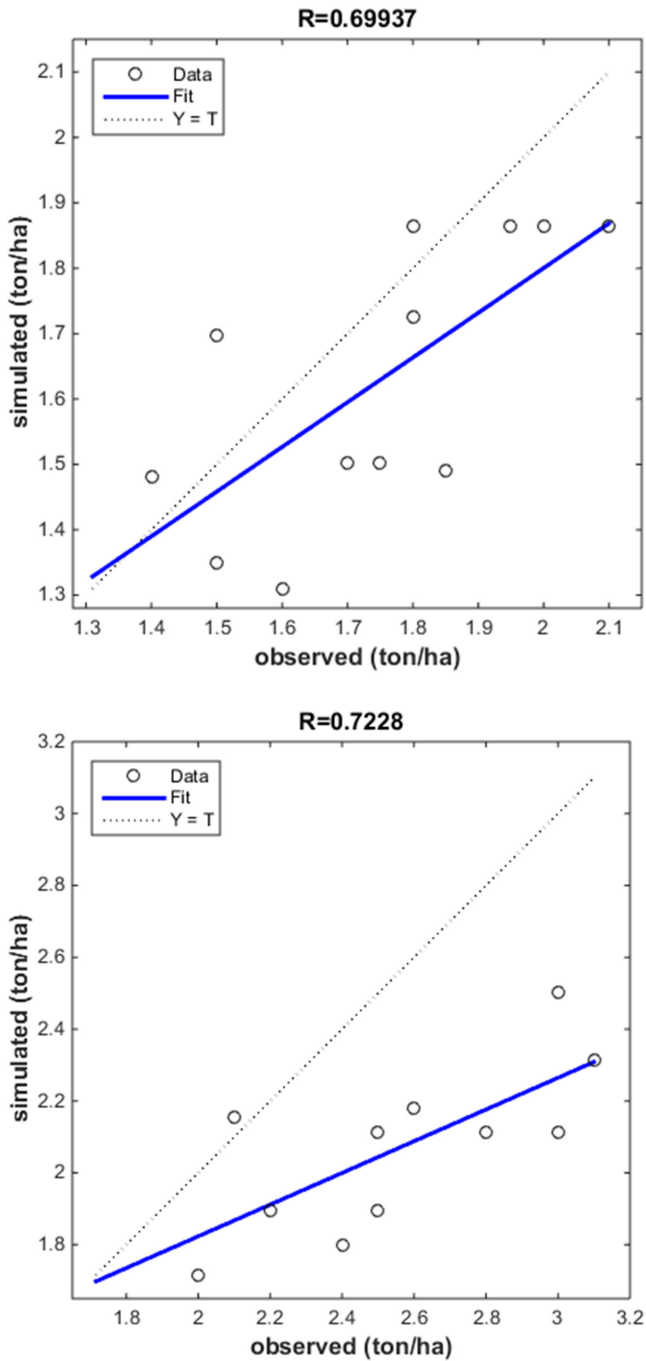 R=0.69937
Data
Fit
Y = T
2.1
2
1.9
1.8
1.7
1.6
1.5
1.4
1.3
simulated (ton/ha)
1.3 1.4 1.5 1.6 1.7 1.8 1.9 2 2.1
observed (ton/ha)
R=0.7228
Data
Fit
Y = T
3.2
3
2.8
2.6
2.4
2.2
2
1.8
simulated (ton/ha)
1.8 2 2.2 2.4 2.6 2.8 3 3.2
observed (ton/ha)